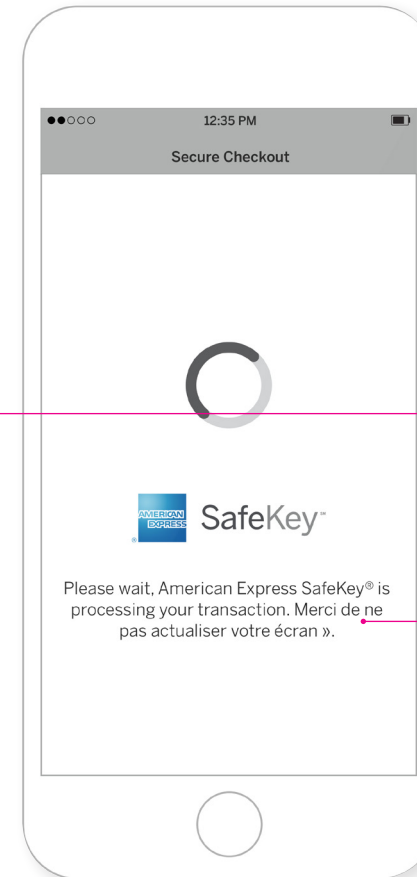 12:35 PM
Secure Checkout
AMERICAN
EXPRESS
®
SafeKey™
Please wait, American Express SafeKey® is
processing your transaction. Merci de ne
pas actualiser votre écran ».